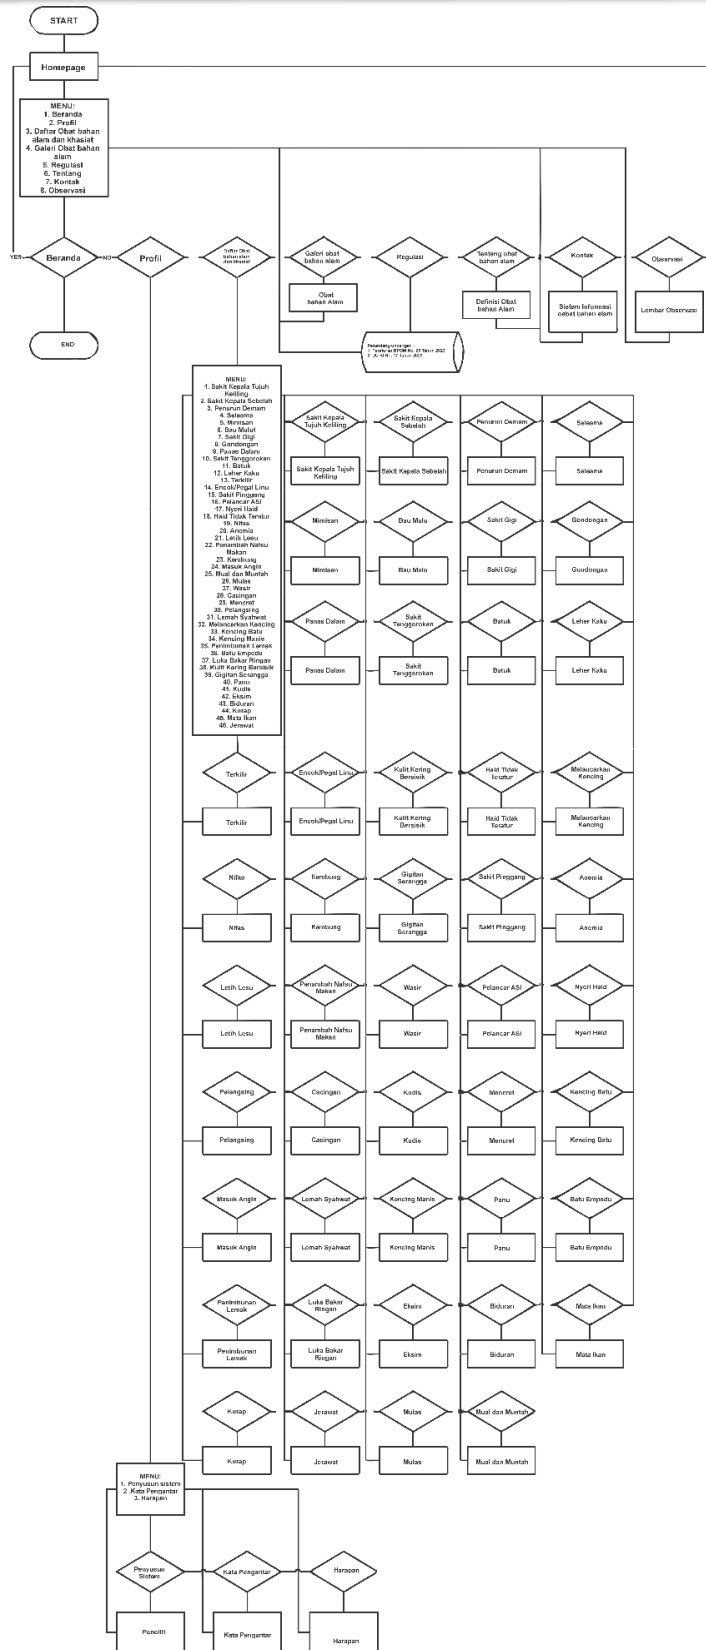 START
Homepage
MENU:
1. Beranda
2. Profil
3. Daftar Obat bahan
alam dan khasiat
4. Galeri Obat bahan
alam
5. Regulasi
6. Tentang
7. Kontak
8. Observasi
YES
Beranda
NO
Profil
Daftar Obat
bahan alam
dan khasiat
Galeri obat
bahan alam
Regulasi
Tentang obat
bahan alam
Kontak
Observasi
Obat
bahan Alam
Definisi Obat
bahan Alam
Sistem Informasi
oabat bahan alam
Lembar Observasi
END
MENU:
1. Sakit Kepala Tujuh
Keliling
2. Sakit Kepala Sebelah
3. Penurun Demam
4. Selesma
5. Mimisan
6. Bau Mulut
7. Sakit Gigi
8. Gondongan
9. Panas Dalam
10. Sakit Tenggorokan
11. Batuk
12. Leher Kaku
13. Terkilir
14. Encok/Pegal Linu
15. Sakit Pinggang
16. Pelancar ASI
17. Nyeri Haid
18. Haid Tidak Teratur
19. Nifas
20. Anemia
21. Letih Lesu
22. Penambah Nafsu
Makan
23. Kembung
24. Masuk Angin
25. Mual dan Muntah
26. Mulas
27. Wasir
28. Cacingan
29. Mencret
30. Pelangsing
31. Lemah Syahwat
32. Melancarkan Kencing
33. Kencing Batu
34. Kencing Manis
35. Penimbunan Lemak
36. Batu Empedu
37. Luka Bakar Ringan
38. Kulit Kering Bersisik
39. Gigitan Serangga
40. Panu
41. Kudis
42. Eksim
43. Biduran
44. Kurap
45. Mata Ikan
46. Jerawat
Sakit Kepala
Tujuh Keliling
Sakit Kepala
Sebelah
Penurun Demam
Selesma
Sakit Kepala Tujuh
Keliling
Sakit Kepala Sebelah
Penurun Demam
Selesma
Mimisan
Bau Mulu
Sakit Gigi
Gondongan
Mimisan
Bau Mulu
Sakit Gigi
Gondongan
Panas Dalam
Sakit
Tenggorokan
Batuk
Leher Kaku
Panas Dalam
Sakit
Tenggorokan
Batuk
Leher Kaku
Terkilir
Encok/Pegal Linu
Kulit Kering
Bersisik
Haid Tidak
Teratur
Melancarkan
Kencing
Terkilir
Encok/Pegal Linu
Kulit Kering
Bersisik
Haid Tidak
Teratur
Melancarkan
Kencing
Nifas
Kembung
Gigitan
Serangga
Sakit Pinggang
Anemia
Nifas
Kembung
Gigitan
Serangga
Sakit Pinggang
Anemia
Letih Lesu
Penambah Nafsu
Makan
Wasir
Pelancar ASI
Nyeri Haid
Letih Lesu
Penambah Nafsu
Makan
Wasir
Pelancar ASI
Nyeri Haid
Pelangsing
Cacingan
Kudis
Mencret
Kencing Batu
Pelangsing
Cacingan
Kudis
Mencret
Kencing Batu
Masuk Angin
Lemah Syahwat
Kencing Manis
Panu
Batu Empedu
Masuk Angin
Lemah Syahwat
Kencing Manis
Panu
Batu Empedu
Penimbunan
Lemak
Luka Bakar
Ringan
Eksim
Biduran
Mata Ikan
Penimbunan
Lemak
Luka Bakar
Ringan
Eksim
Biduran
Mata Ikan
Kurap
Jerawat
Mulas
Mual dan Muntah
Kurap
Jerawat
Mulas
Mual dan Muntah
MENU:
1. Penyusun sistem
2 .Kata Pengantar
3. Harapan
Penyusun
Sistem
Kata Pengantar
Harapan
Peneliti
Kata Pengantar
Harapan